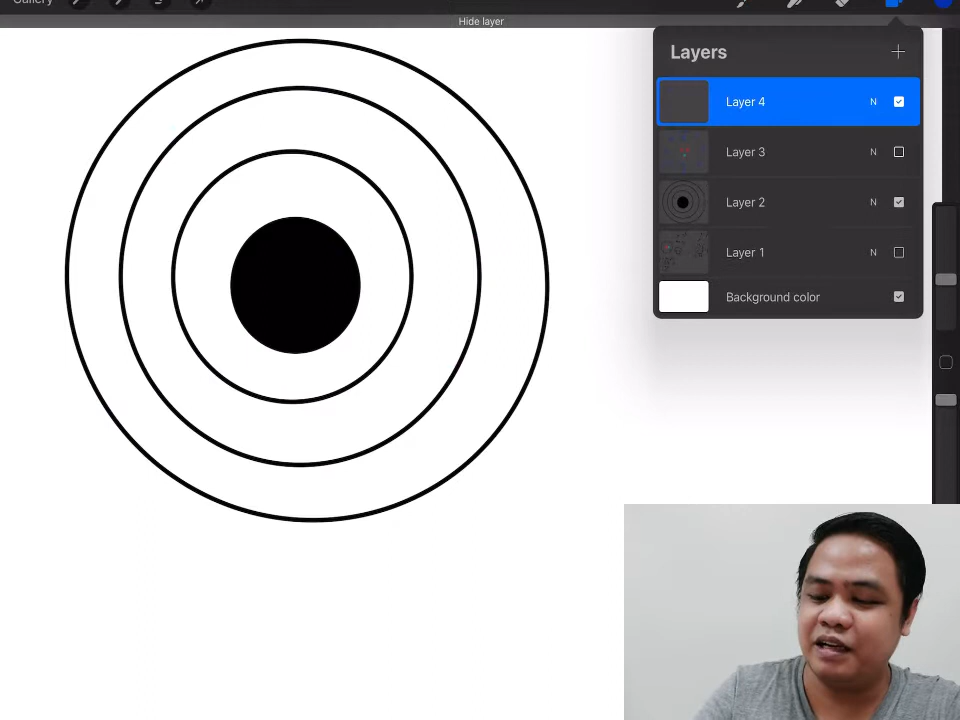 Gallery
Hide layer
Layers
Layer 4 N
Layer 3 N
Layer 2 N
Layer 1 N
Background color